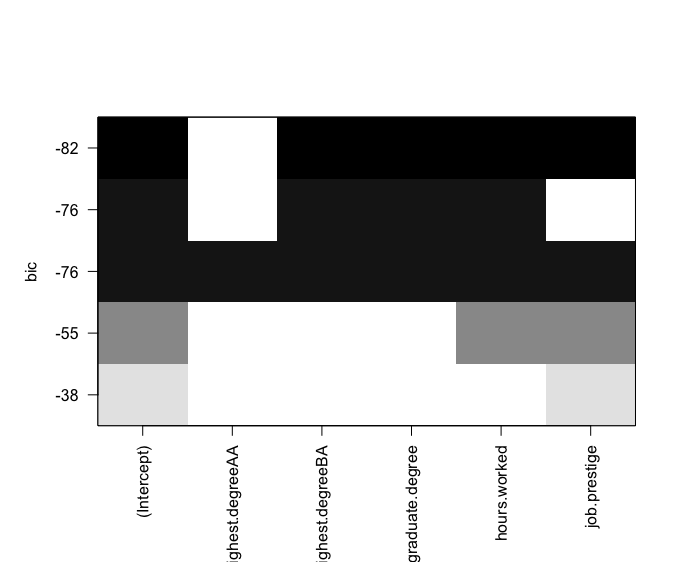 bic
-82
-76
-76
-55
-38
(Intercept)
ighest.degreeAA
ighest.degreeBA
graduate.degree
hours.worked
job.prestige